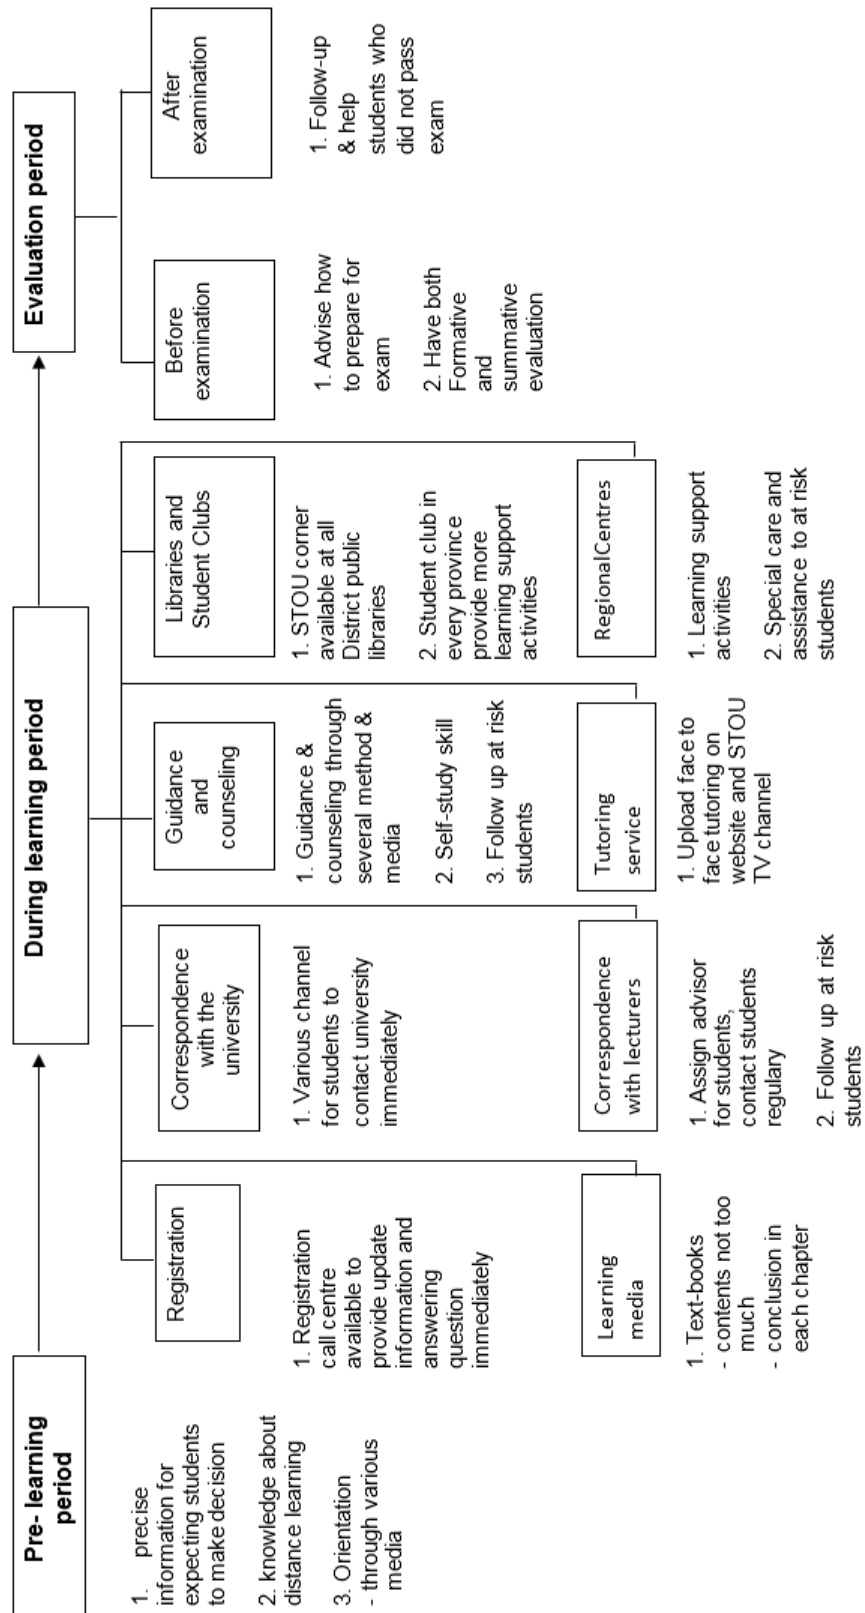 Pre- learning
period
1. precise
information for
expecting students
to make decision
2. knowledge about
distance learning
3. Orientation
- through various
media
During learning period
Registration
1. Registration
call centre
available to
provide update
information and
answering
question
immediately
Correspondence
with the
university
1. Various channel
for students to
contact university
immediately
Guidance
and
counseling
1. Guidance &
counseling through
several method &
media
2. Self-study skill
3. Follow up at risk
students
Libraries and
Student Clubs
1. STOU corner
available at all
District public
libraries
2. Student club in
every province
provide more
learning support
activities
Learning
media
1. Text-books
- contents not too
much
- conclusion in
each chapter
Correspondence
with lecturers
1. Assign advisor
for students,
contact students
regulary
2. Follow up at risk
students
Tutoring
service
1. Upload face to
face tutoring on
website and STOU
TV channel
RegionalCentres
1. Learning support
activities
2. Special care and
assistance to at risk
students
Evaluation period
Before
examination
1. Advise how
to prepare for
exam
2. Have both
Formative
and
summative
evaluation
After
examination
1. Follow-up
& help
students who
did not pass
exam